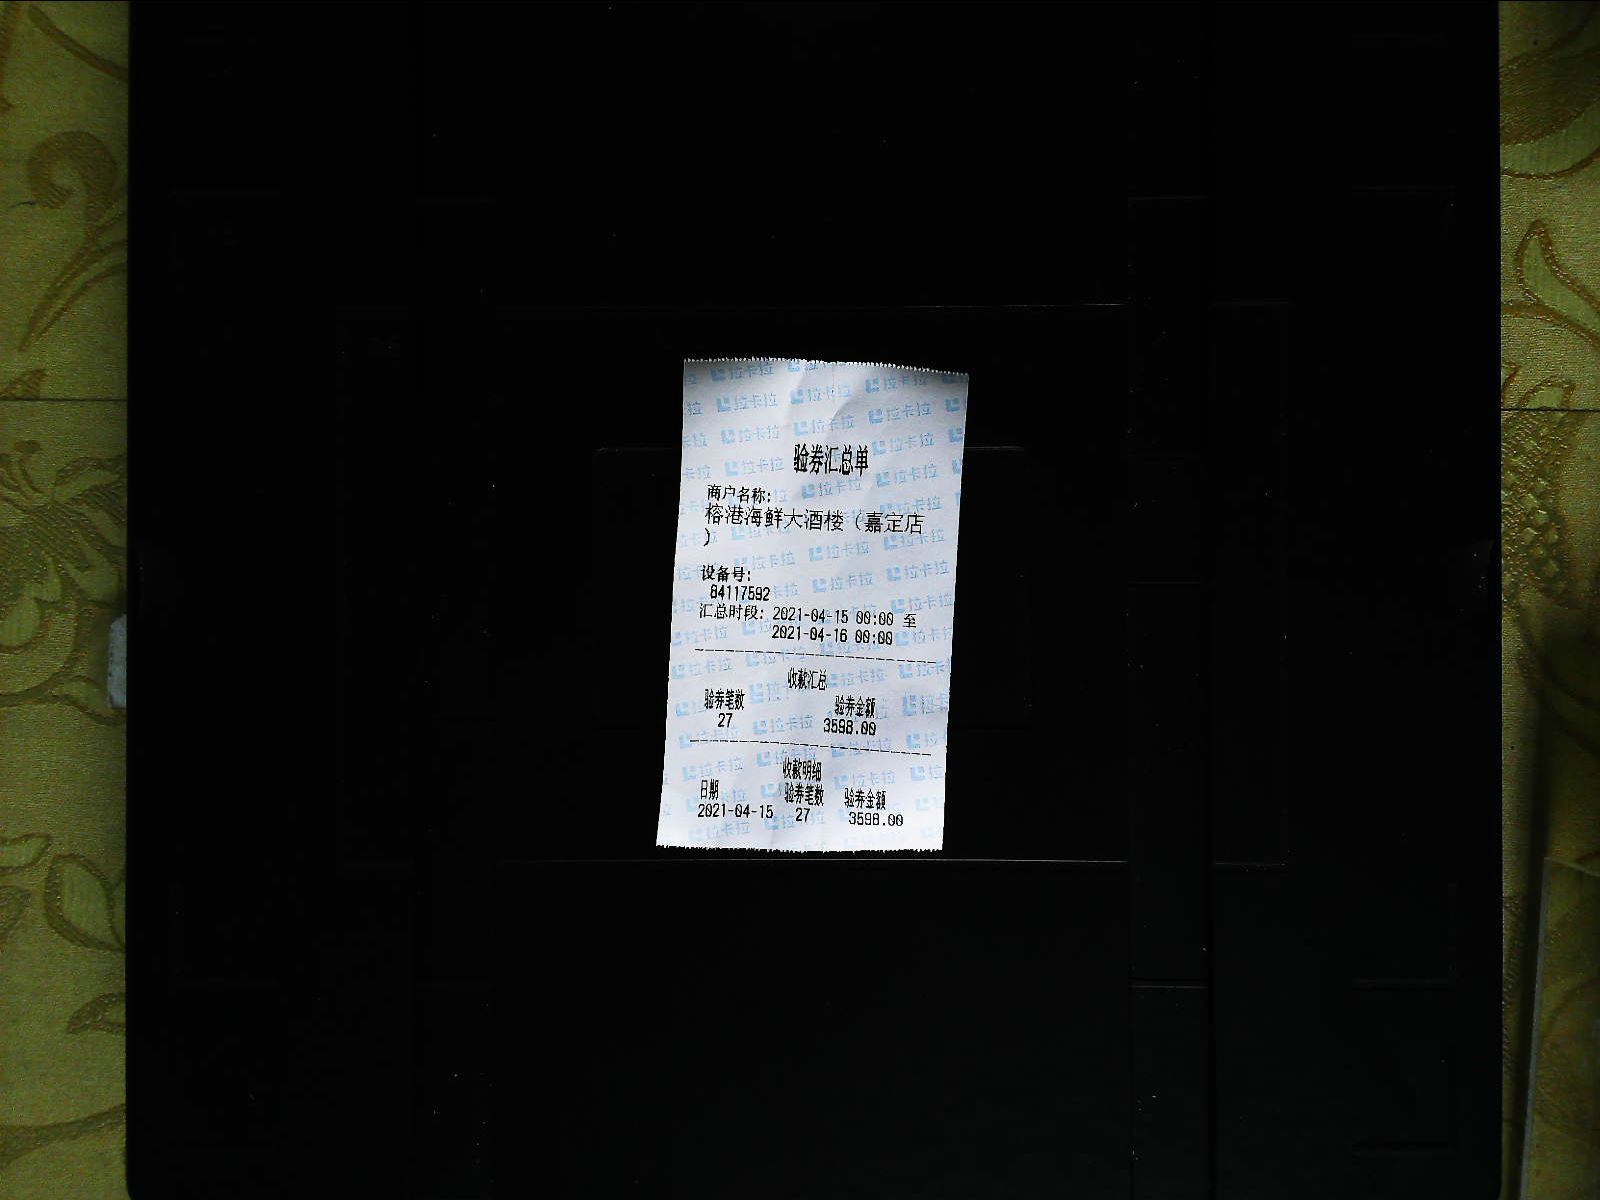 验券汇总单
商户名称:
榕港海鲜大酒楼（嘉定店
）
设备号:
84117592
汇总时段: 2021-04-15 00:00 至
2021-04-16 00:00
收款汇总
验券笔数 验券金额
27 3598.00
收款明细
日期 验券笔数 验券金额
2021-04-15 27 3598.00
拉卡拉